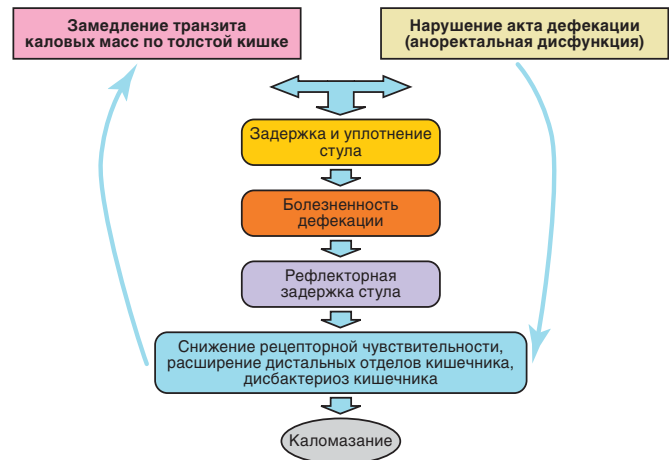 Замедление транзита
каловых масс по толстой кишке
Нарушение акта дефекации
(аноректальная дисфункция)
Задержка и уплотнение
стула
Болезненность
дефекации
Рефлекторная
задержка стула
Снижение рецепторной чувствительности,
расширение дистальных отделов кишечника,
дисбактериоз кишечника
Каломазание